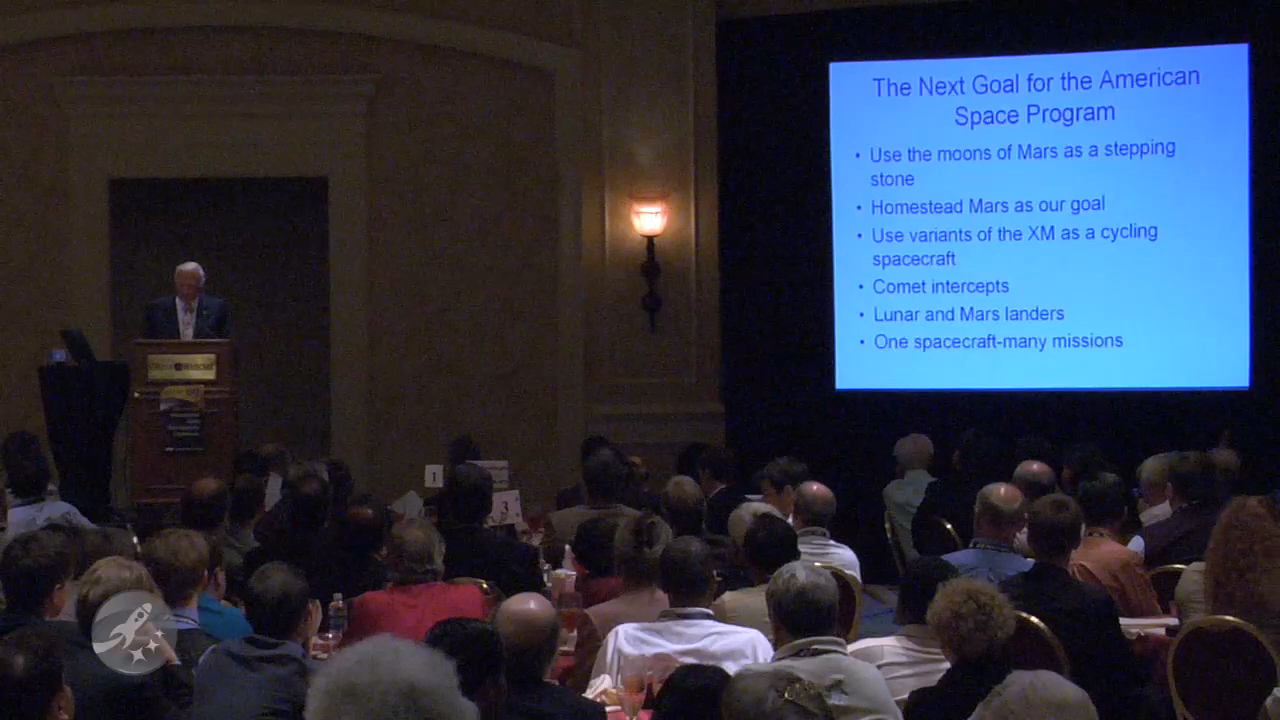 The Next Goal for the American
Space Program
• Use the moons of Mars as a stepping
stone
• Homestead Mars as our goal
• Use variants of the XM as a cycling
spacecraft
• Comet intercepts
• Lunar and Mars landers
• One spacecraft-many missions
1
3